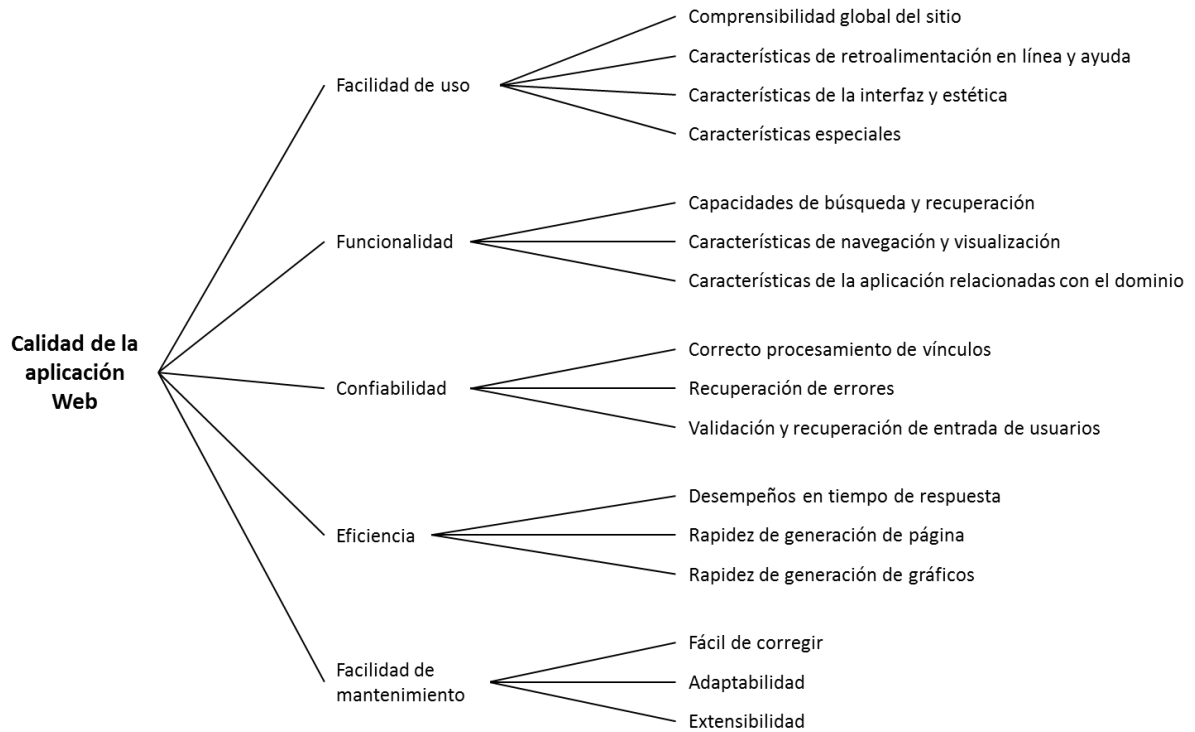 Calidad de la
aplicación
Web
Facilidad de uso
Comprensibilidad global del sitio
Características de retroalimentación en línea y ayuda
Características de la interfaz y estética
Características especiales
Funcionalidad
Capacidades de búsqueda y recuperación
Características de navegación y visualización
Características de la aplicación relacionadas con el dominio
Confiabilidad
Correcto procesamiento de vínculos
Recuperación de errores
Validación y recuperación de entrada de usuarios
Eficiencia
Desempeños en tiempo de respuesta
Rapidez de generación de página
Rapidez de generación de gráficos
Facilidad de
mantenimiento
Fácil de corregir
Adaptabilidad
Extensibilidad